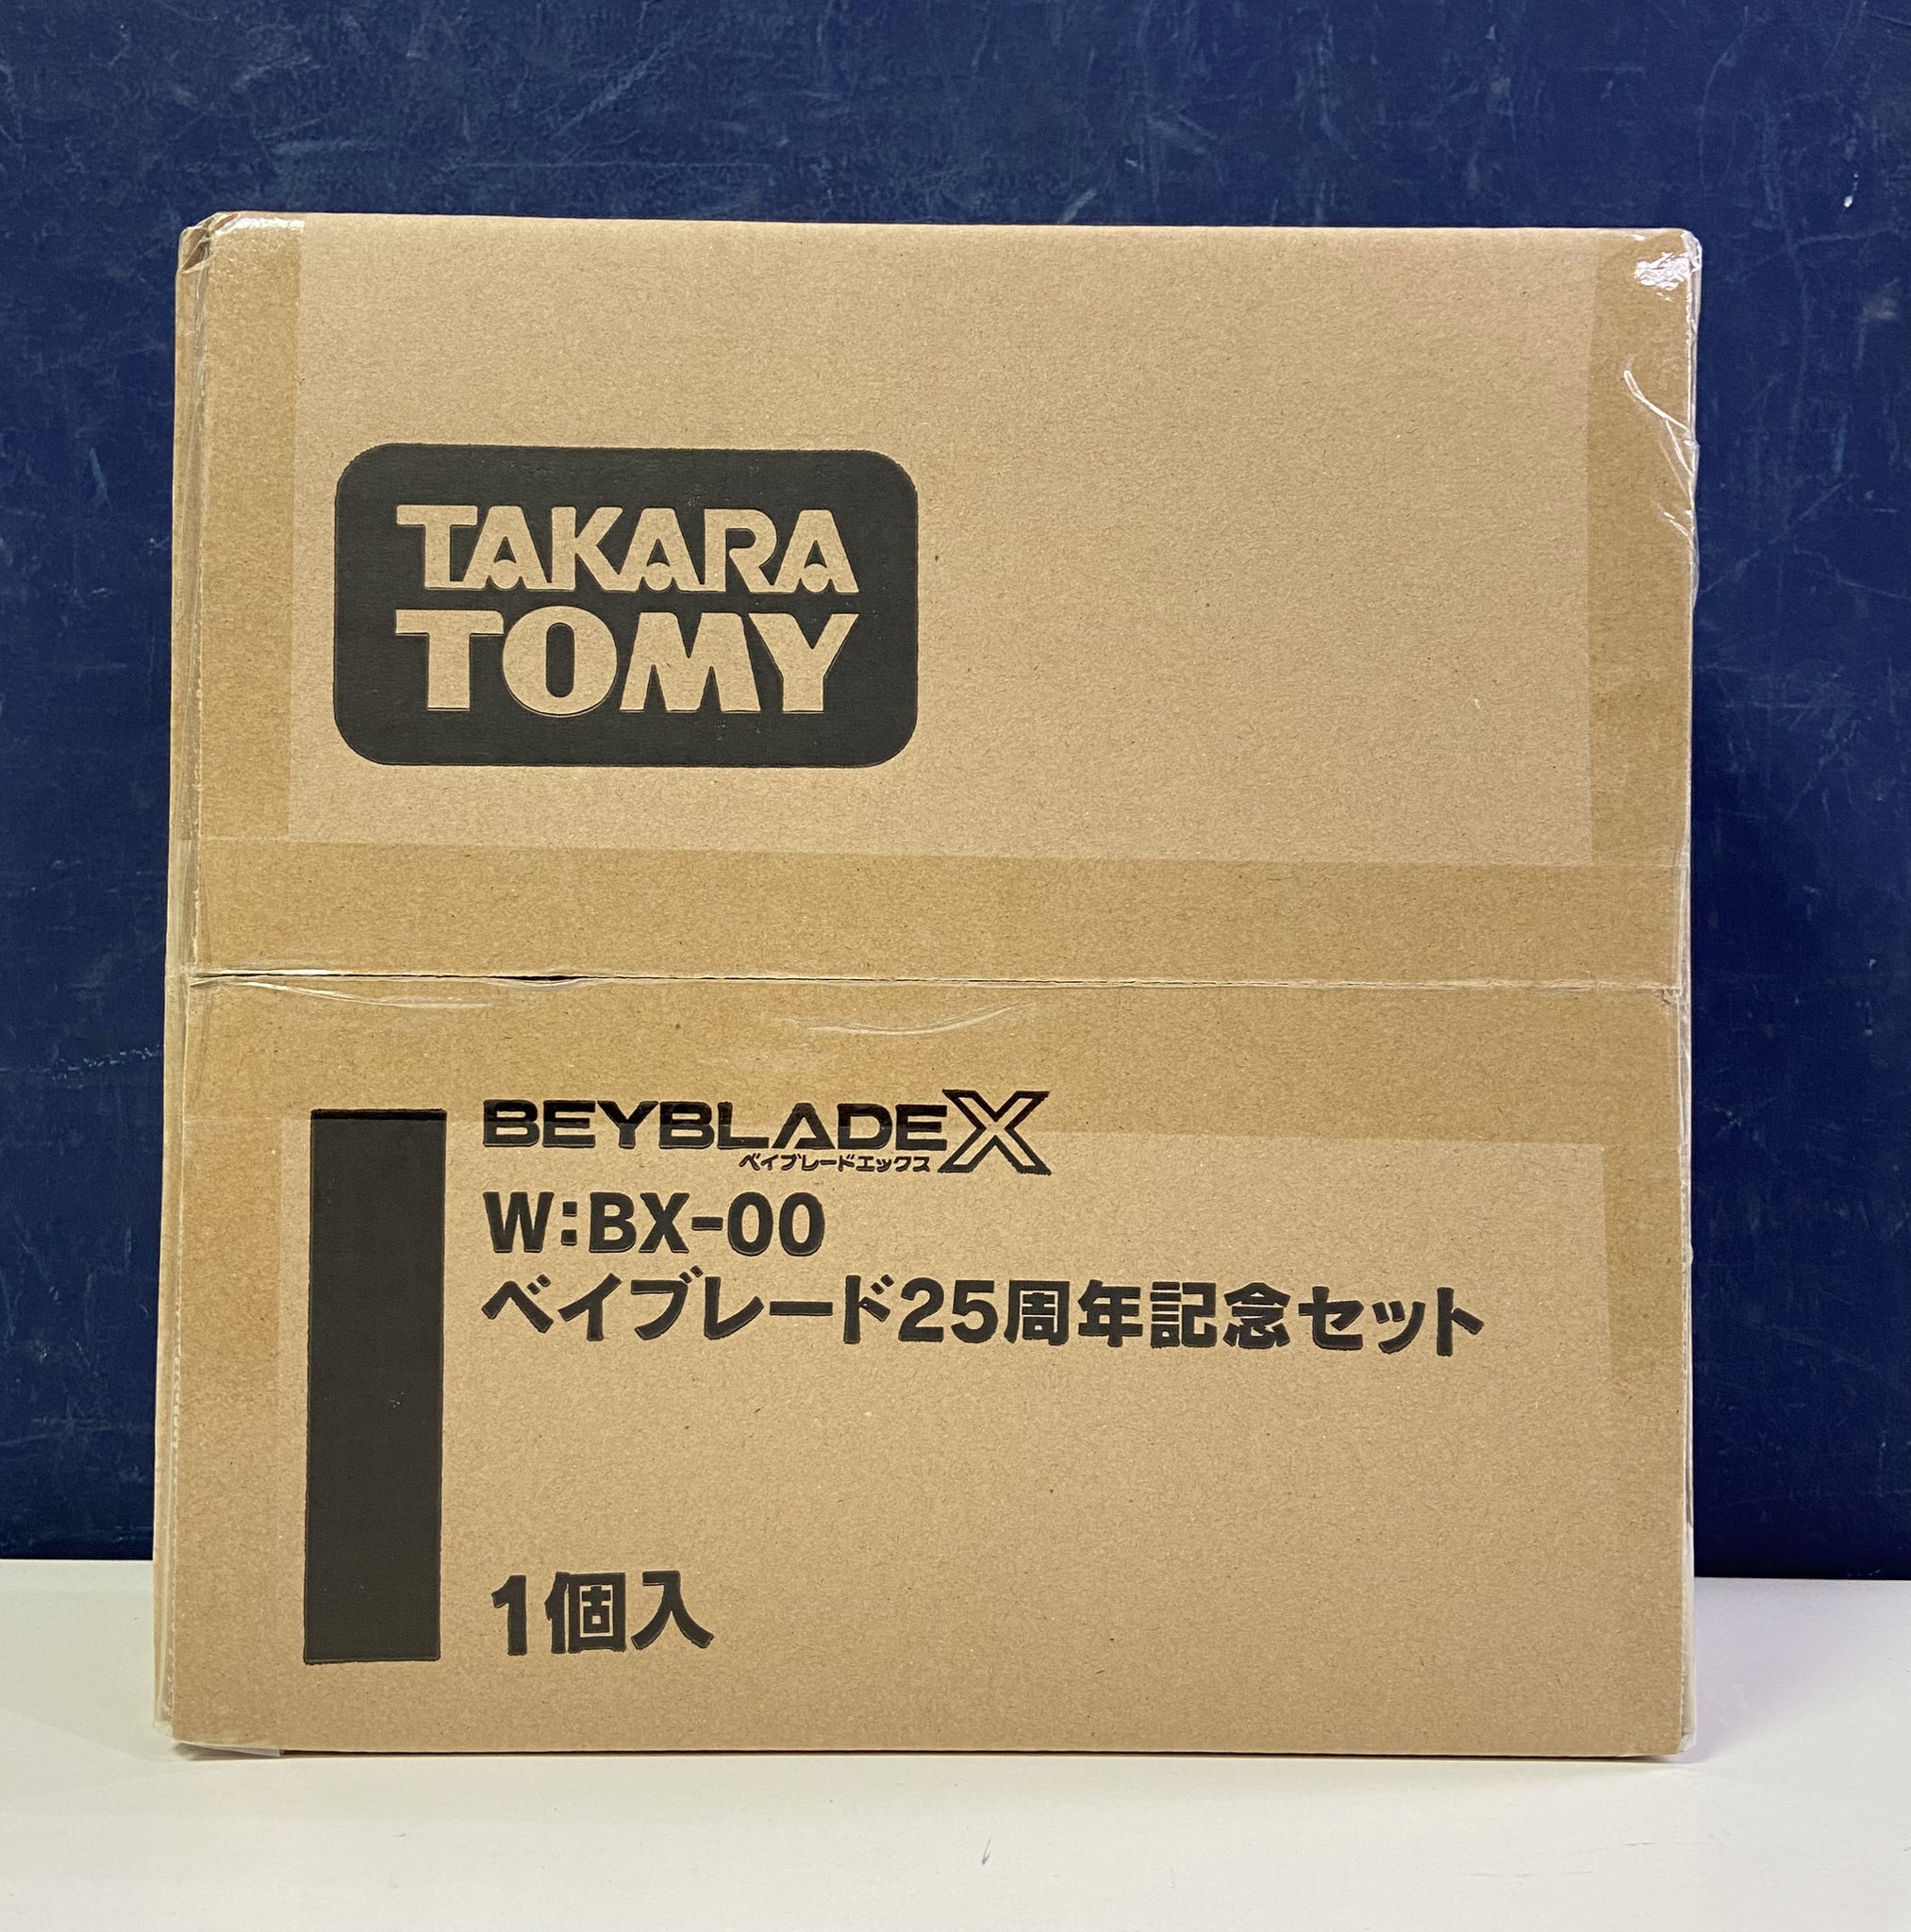 TAKARA
TOMY
BEYBLADE X
ベイブレードエックス
W:BX-00
ベイブレード25周年記念セット
1個入